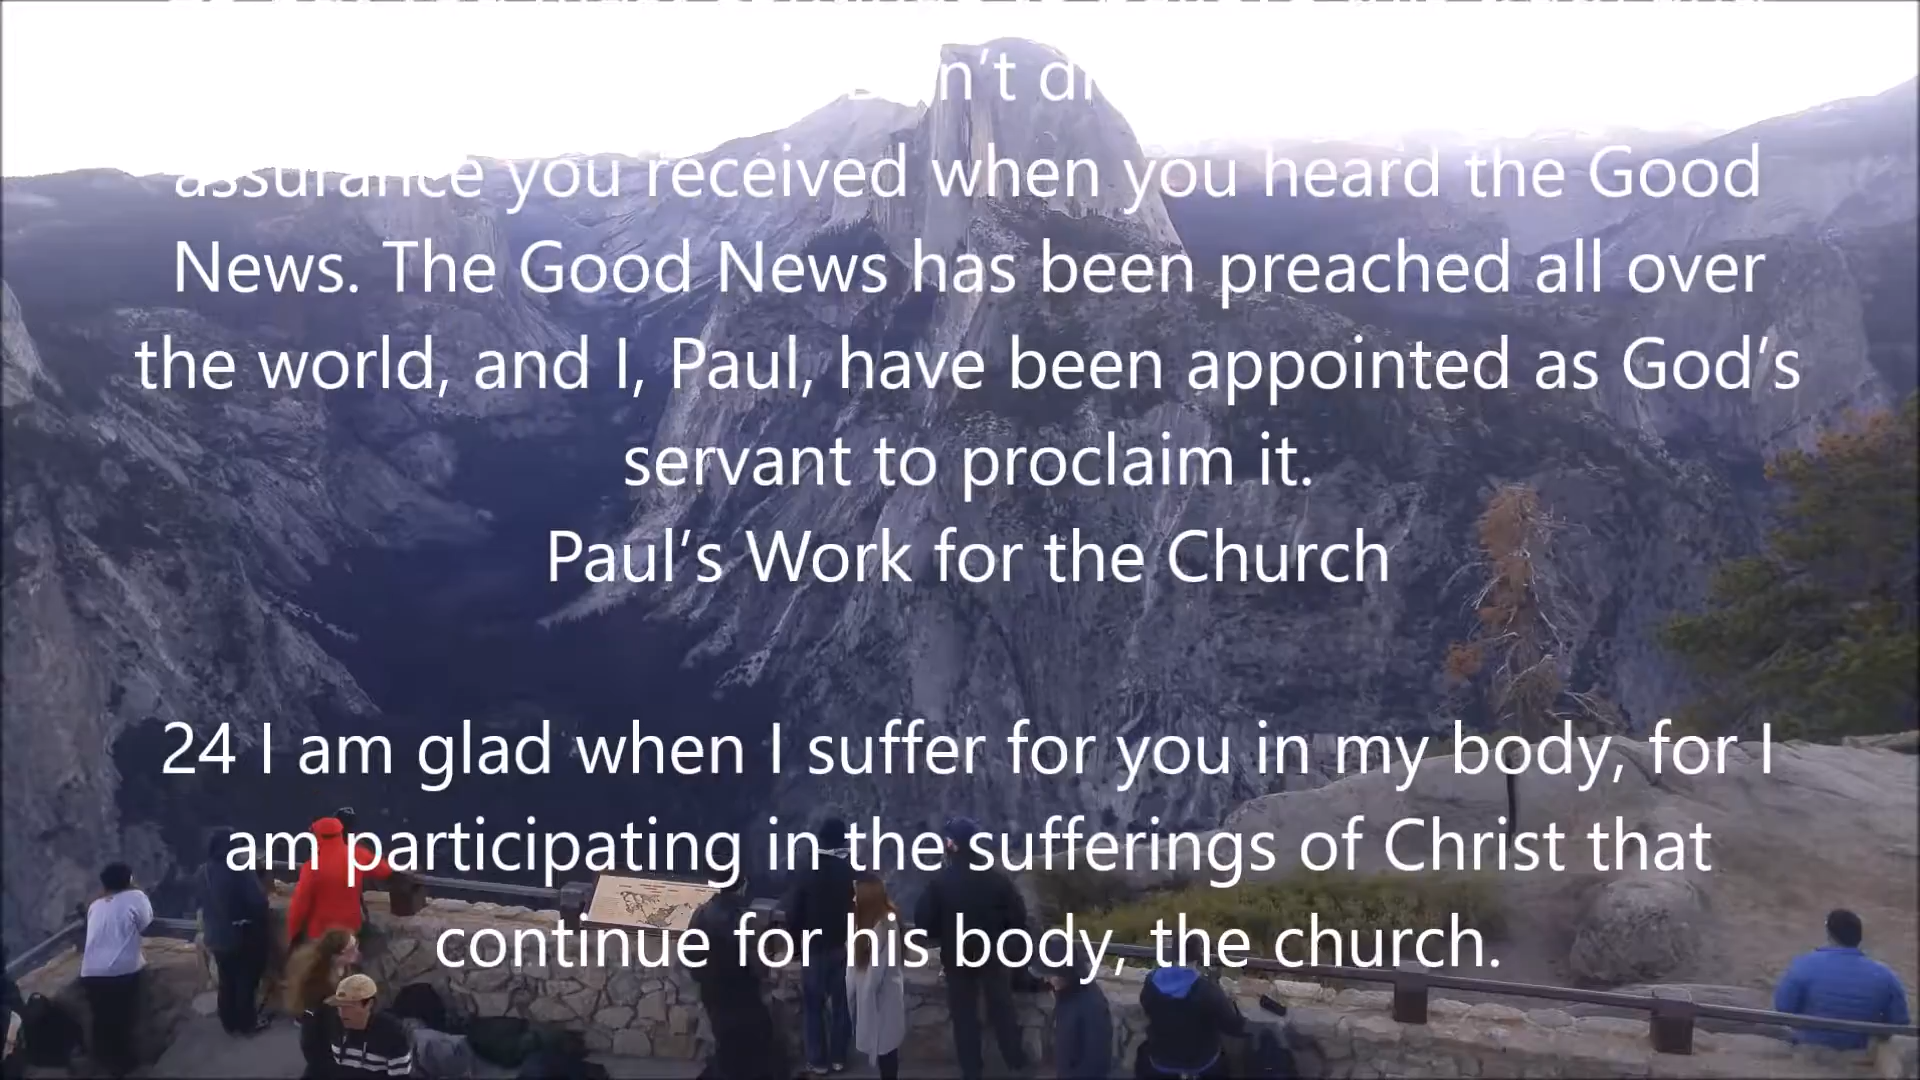 n't
assurance you received when you heard the Good
News. The Good News has been preached all over
the world, and I, Paul, have been appointed as God's
servant to proclaim it.
Paul's Work for the Church
24 I am glad when I suffer for you in my body, for I
am participating in the sufferings of Christ that
continue for his body, the church.